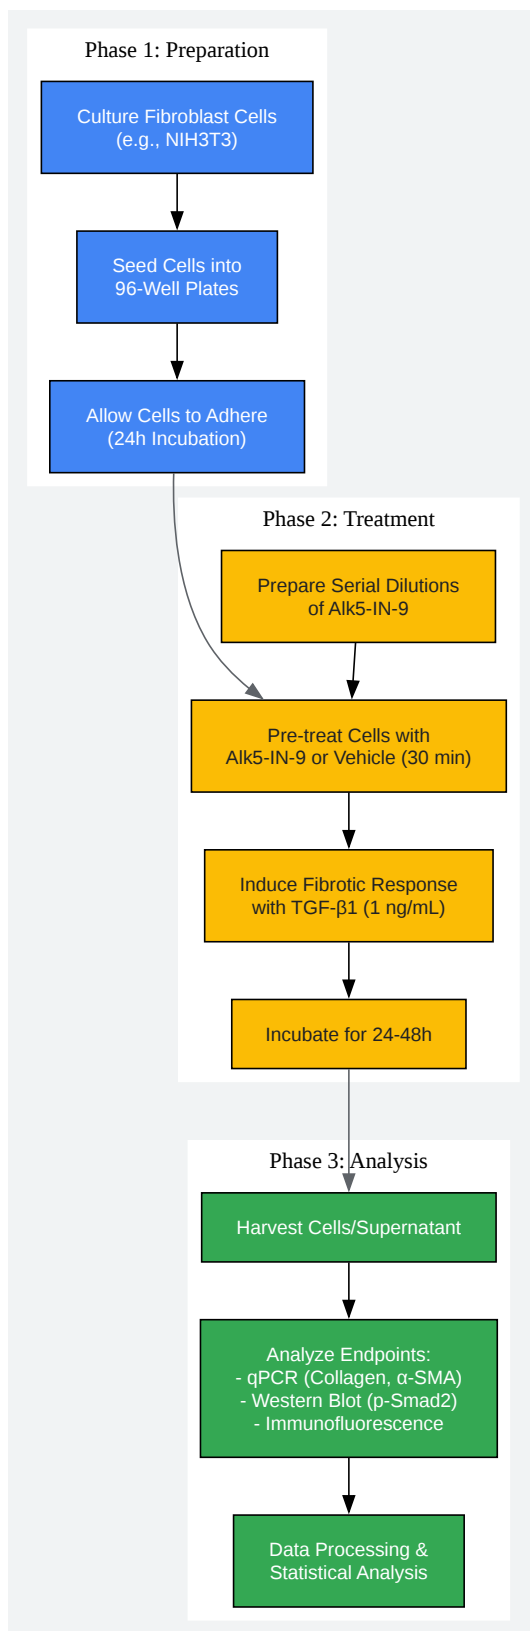 Phase 1: Preparation
Culture Fibroblast Cells
(e.g., NIH3T3)
Seed Cells into
96-Well Plates
Allow Cells to Adhere
(24h Incubation)
Phase 2: Treatment
Prepare Serial Dilutions
of Alk5-IN-9
Pre-treat Cells with
Alk5-IN-9 or Vehicle (30 min)
Induce Fibrotic Response
with TGF-β1 (1 ng/mL)
Incubate for 24-48h
Phase 3: Analysis
Harvest Cells/Supernatant
Analyze Endpoints:
- qPCR (Collagen, α-SMA)
- Western Blot (p-Smad2)
- Immunofluorescence
Data Processing &
Statistical Analysis